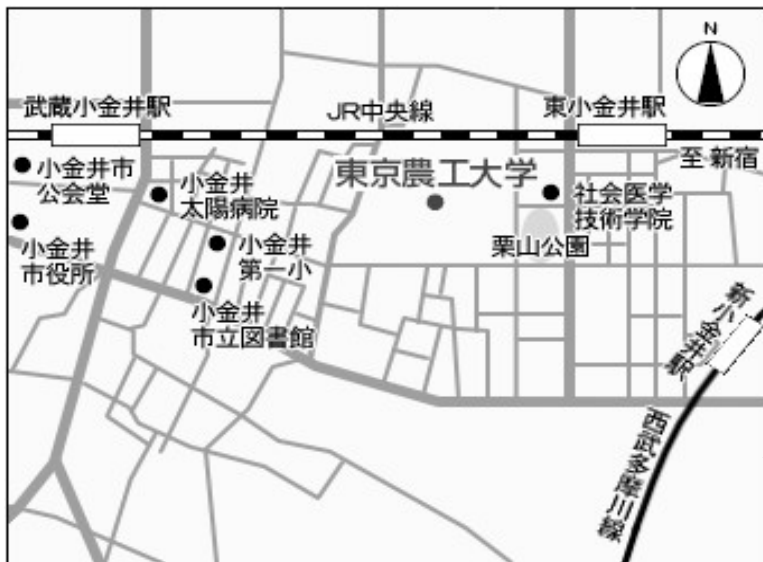 N
武蔵小金井駅
JR中央線
東小金井駅
至 新宿
小金井市
公会堂
小金井
太陽病院
東京農工大学
社会医学
技術学院
小金井
市役所
小金井
第一小
栗山公園
小金井
市立図書館
新小金井駅
西武多摩川線